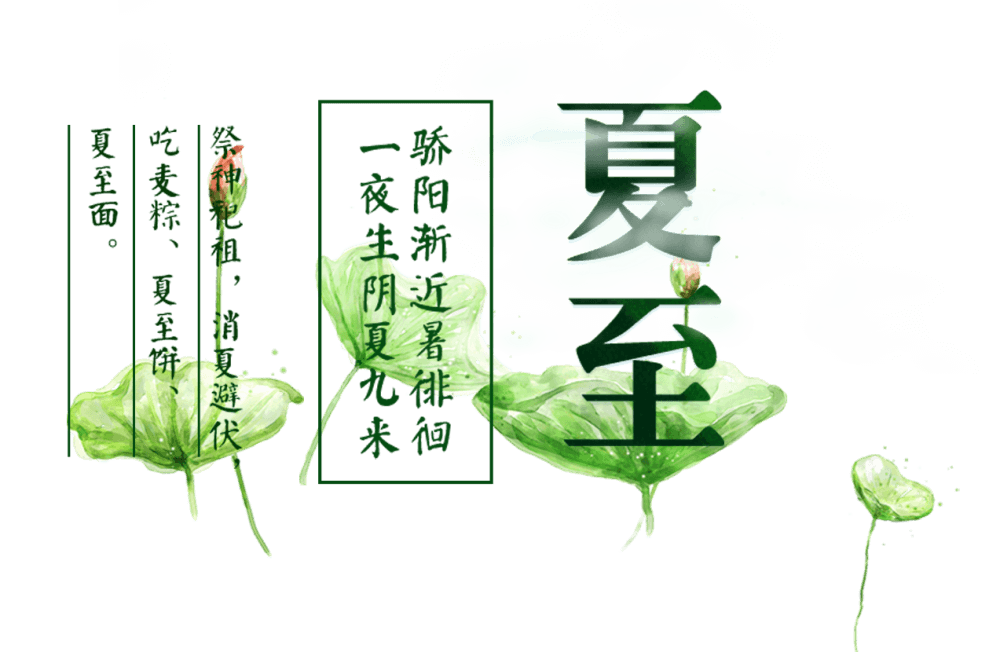 夏至
骄阳渐近暑徘徊
一夜生阴夏九来
祭神祀祖，消夏避伏
吃麦粽、夏至饼、
夏至面。